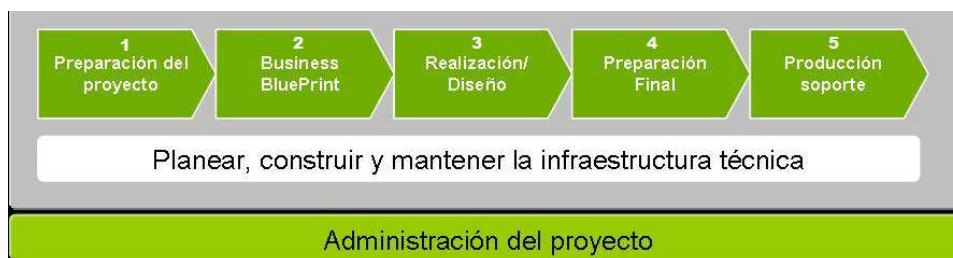 1
Preparación del
proyecto
2
Business
BluePrint
3
Realización/
Diseño
4
Preparación
Final
5
Producción
soporte
Planear, construir y mantener la infraestructura técnica
Administración del proyecto